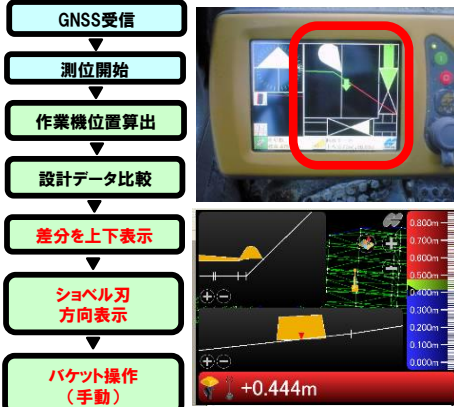 GNSS受信
測位開始
作業機位置算出
設計データ比較
差分を上下表示
ショベル刃
方向表示
バケット操作
(手動)
0.800m
0.700m
0.600m
0.500m
0.400m
0.300m
0.200m
0.100m
0.000m
+0.444m